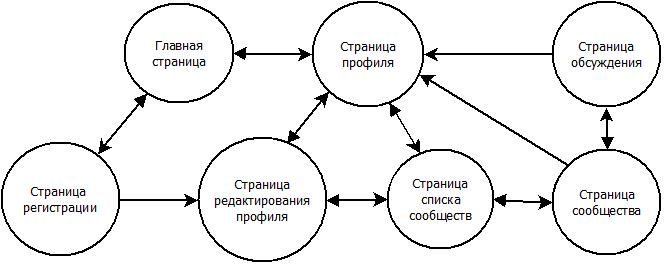 Главная
страница
Страница
профиля
Страница
обсуждения
Страница
регистрации
Страница
редактирования
профиля
Страница
списка
сообществ
Страница
сообщества